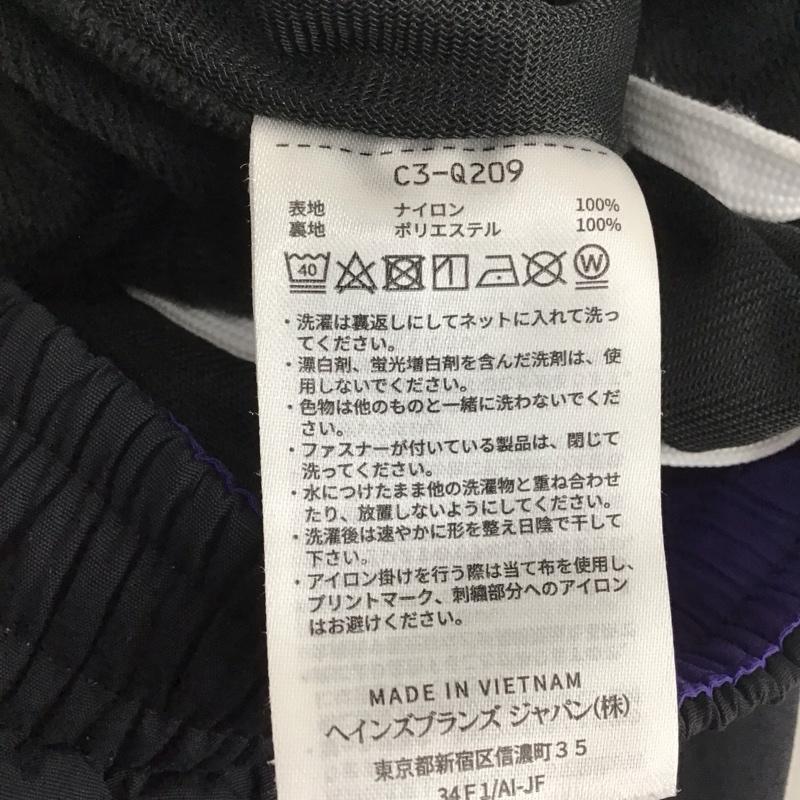 C3-Q209
表地 ナイロン 100%
裏地 ポリエステル 100%
40 W
・洗濯は裏返しにしてネットに入れて洗っ
てください。
・漂白剤、蛍光増白剤を含んだ洗剤は、使
用しないでください。
・色物は他のものと一緒に洗わないでくだ
さい。
・ファスナーが付いている製品は、閉じて
洗ってください。
・水につけたまま他の洗濯物と重ね合わせ
たり、放置しないようにしてください。
・洗濯後は速やかに形を整え日陰で干して
下さい。
・アイロン掛けを行う際は当て布を使用し、
プリントマーク、刺繍部分へのアイロン
はお避けください。
MADE IN VIETNAM
ヘインズブランズ ジャパン(株)
東京都新宿区信濃町35
34F1/AI-JF